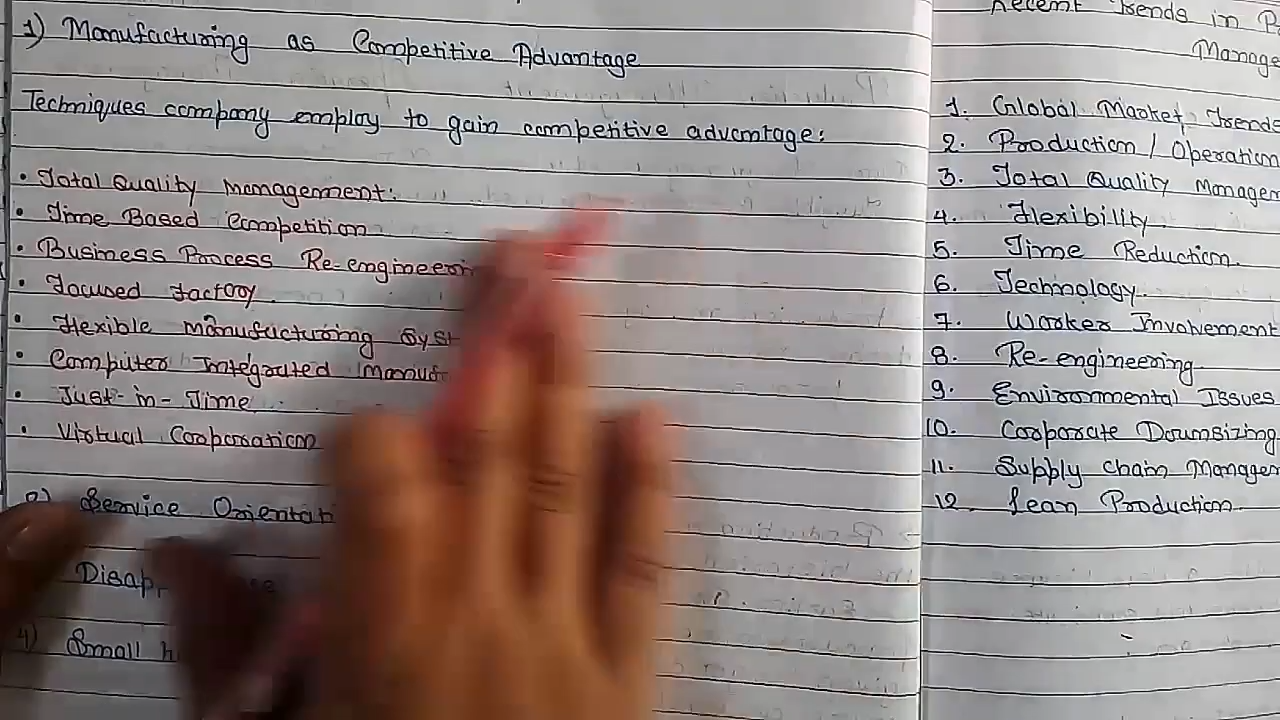 1) Manufacturing as Competitive Advantage
Techniques company employ to gain competitive advantage:
• Total Quality Management:
• Time Based Competition
• Business Process Re-engineerin
• Focused Factory.
• Flexible Manufacturing Syst
• Computer Integrated Manuf
• Just-in-Time
• Virtual Corporation
2) Service Orientat
Disap
4) Small
Recent Trends in P
Manage
1. Global Market Trends
2. Production / Operation
3. Total Quality Manager
4. Flexibility.
5. Time Reduction.
6. Technology
7. Worker Involvement
8. Re-engineering
9. Environmental Issues
10. Corporate Downsizing
11. Supply Chain Manager
12. Lean Production.